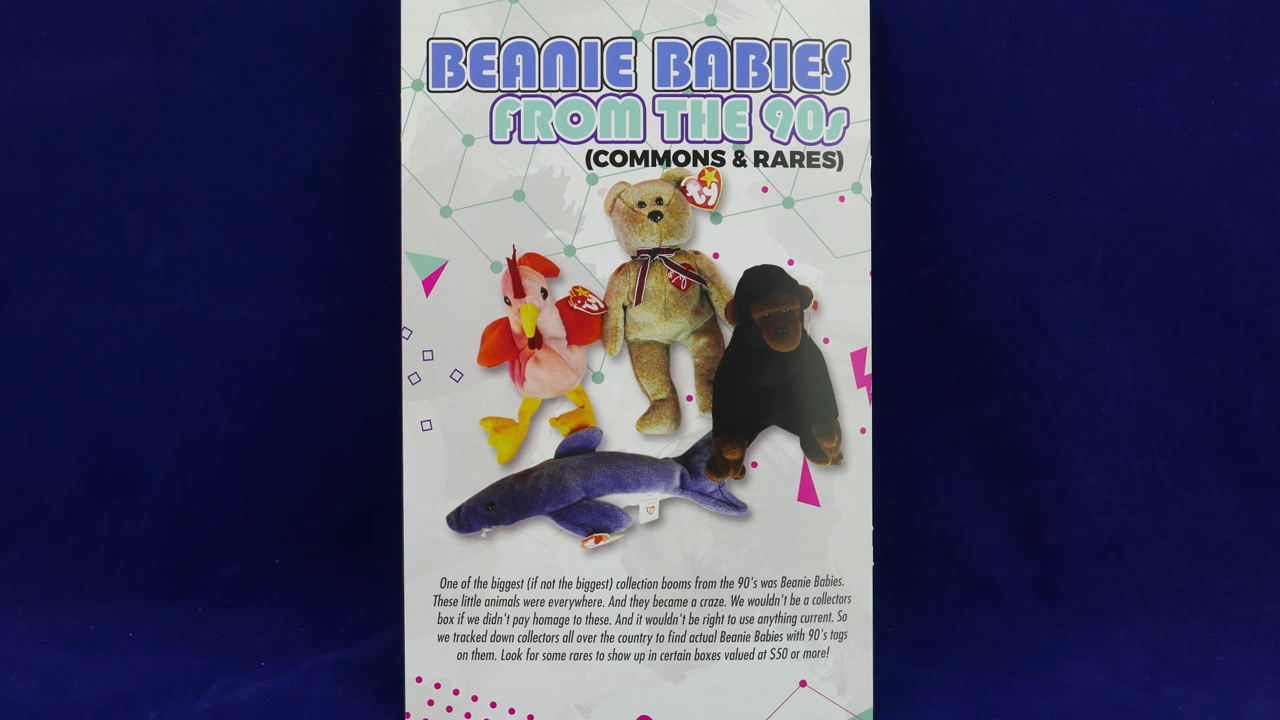 BEANIE BABIES
FROM THE 90s
(COMMONS & RARES)
ty
ty
One of the biggest (if not the biggest) collection booms from the 90's was Beanie Babies.
These little animals were everywhere. And they became a craze. We wouldn't be a collectors
box if we didn't pay homage to these. And it wouldn't be right to use anything current. So
we tracked down collectors all over the country to find actual Beanie Babies with 90's tags
on them. Look for some rares to show up in certain boxes valued at $50 or more!